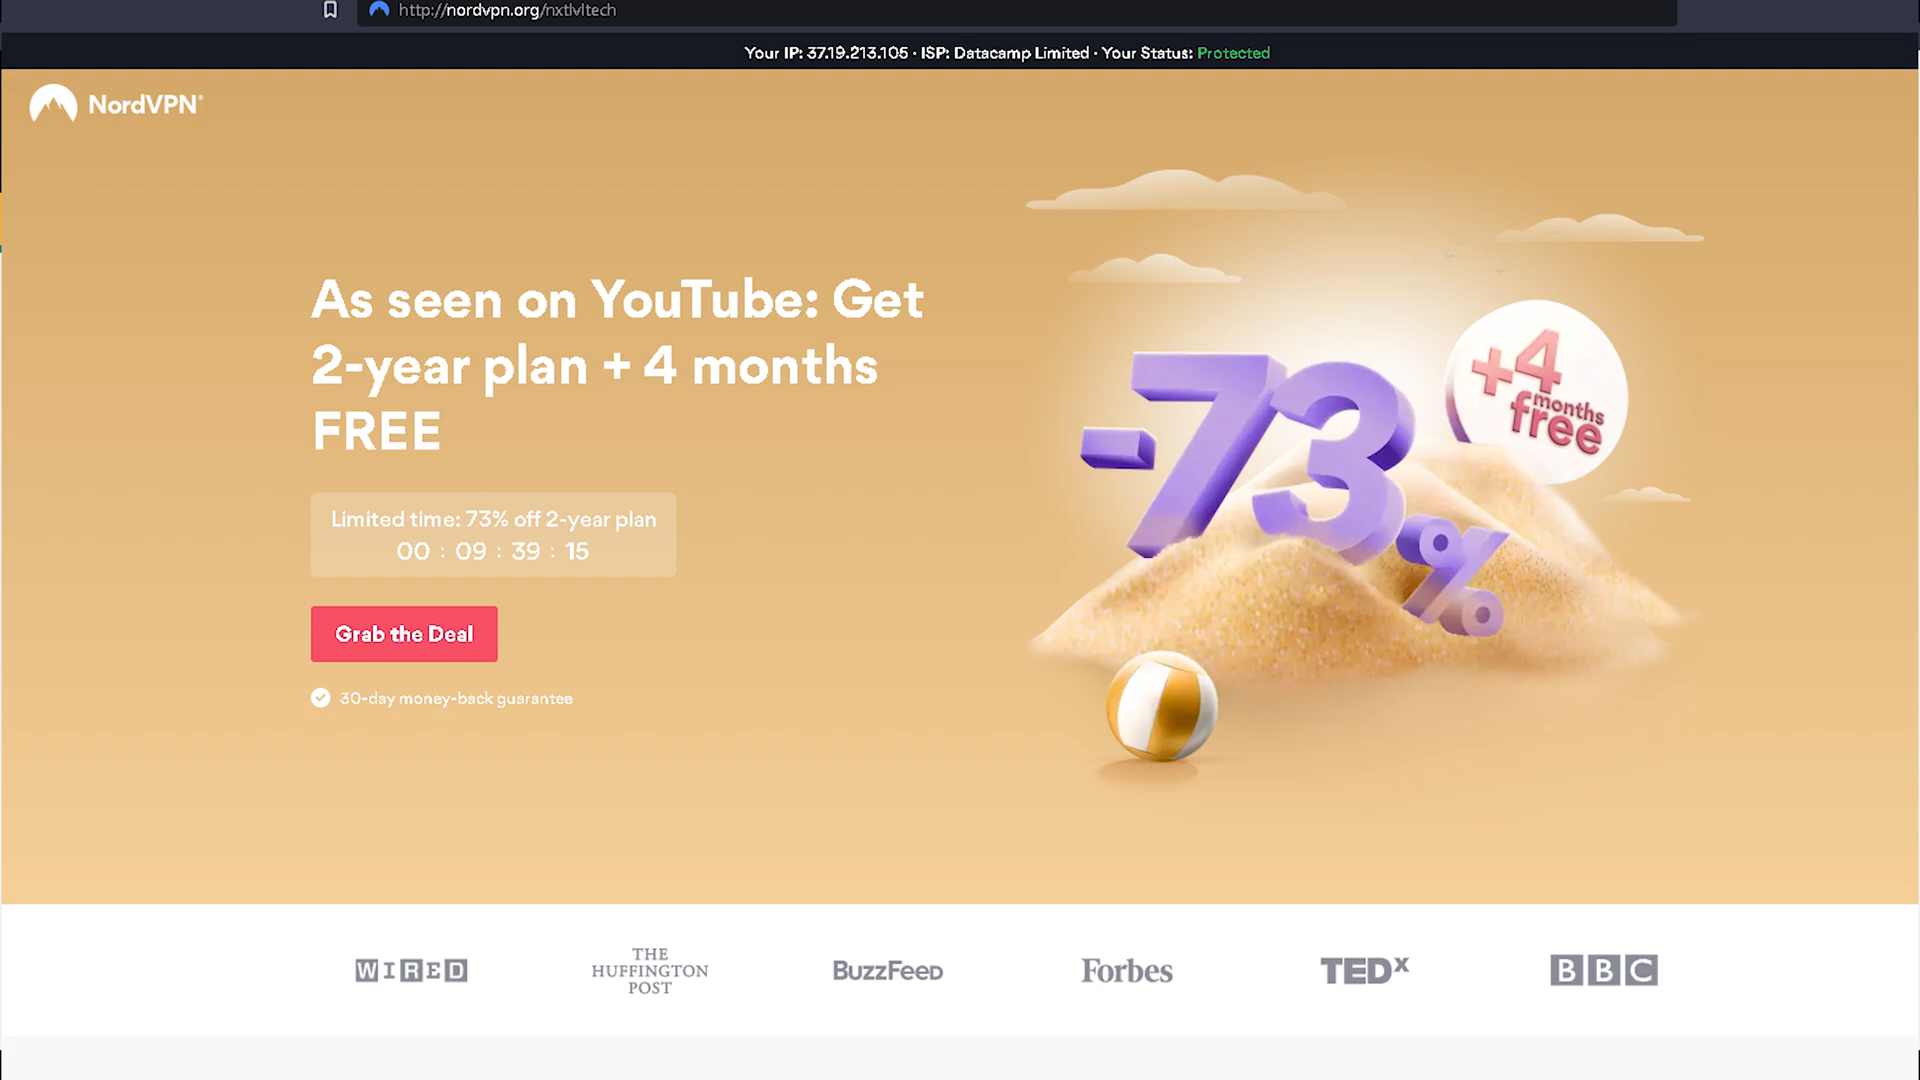 http://nordvpn.org/nxtlvltech
Your IP: 37.19.213.105 · ISP: Datacamp Limited · Your Status: Protected
NordVPN®
As seen on YouTube: Get
2-year plan + 4 months
FREE
Limited time: 73% off 2-year plan
00 : 09 : 39 : 15
Grab the Deal
30-day money-back guarantee
-73%
+4
months
free
WIRED
THE
HUFFINGTON
POST
BuzzFeed
Forbes
TEDx
BBC